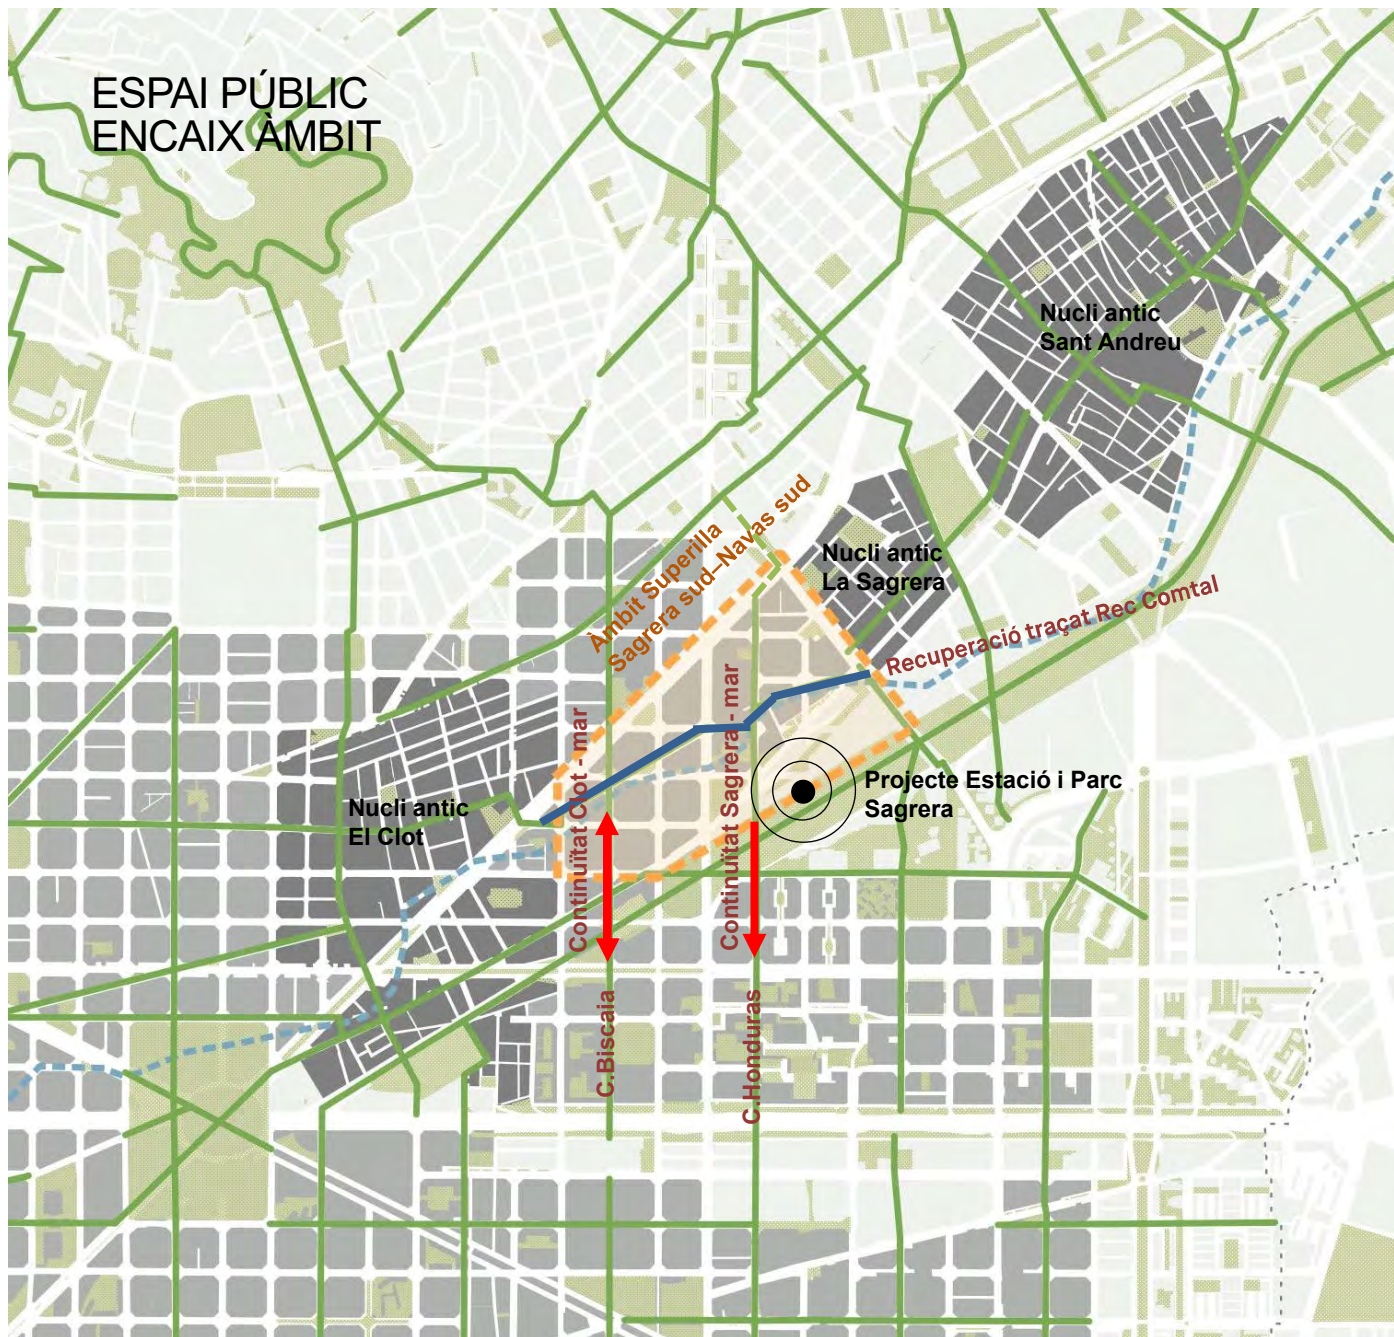 ESPAI PÚBLIC
ENCAIX ÀMBIT
Nucli antic
Sant Andreu
Àmbit Superilla
Sagrera sud–Navas sud
Nucli antic
La Sagrera
Recuperació traçat Rec Comtal
Continuïtat Clot - mar
Continuïtat Sagrera - mar
Projecte Estació i Parc
Sagrera
Nucli antic
El Clot
C.Biscaia
C.Honduras